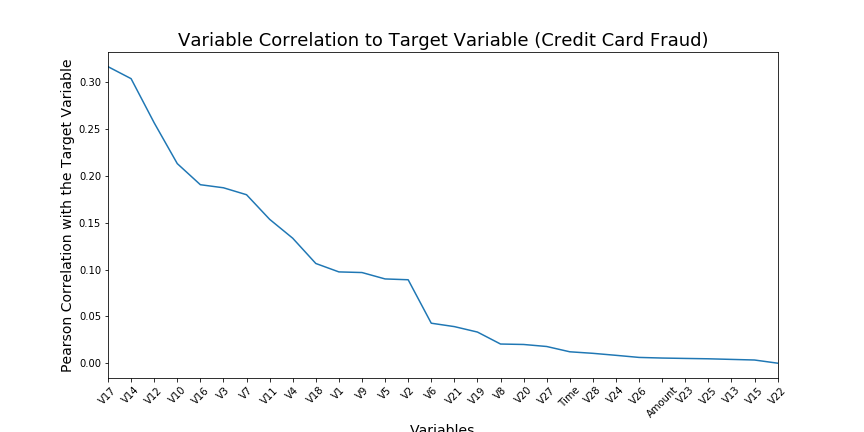 Variable Correlation to Target Variable (Credit Card Fraud)
Pearson Correlation with the Target Variable
0.30
0.25
0.20
0.15
0.10
0.05
0.00
V17 V14 V12 V10 V16 V3 V7 V11 V4 V18 V1 V9 V5 V2 V6 V21 V19 V8 V20 V27 Time V28 V24 V26 Amount V23 V25 V13 V15 V22
Variables